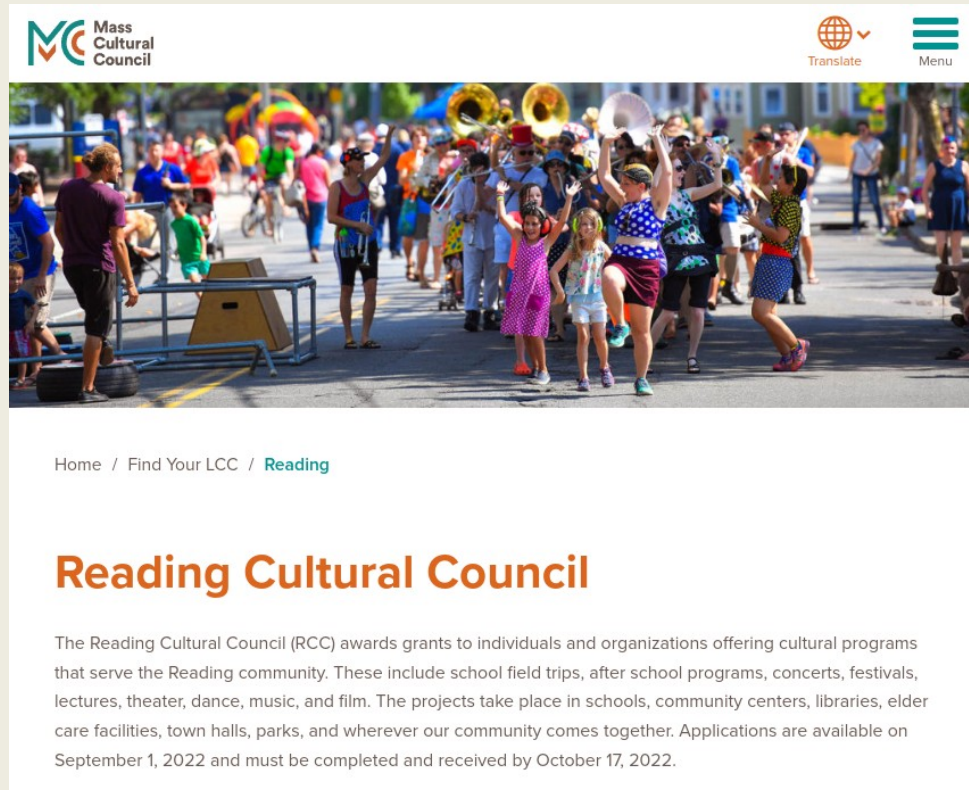 Mass
Cultural
Council
Translate
Menu
Home / Find Your LCC / Reading
Reading Cultural Council
The Reading Cultural Council (RCC) awards grants to individuals and organizations offering cultural programs
that serve the Reading community. These include school field trips, after school programs, concerts, festivals,
lectures, theater, dance, music, and film. The projects take place in schools, community centers, libraries, elder
care facilities, town halls, parks, and wherever our community comes together. Applications are available on
September 1, 2022 and must be completed and received by October 17, 2022.